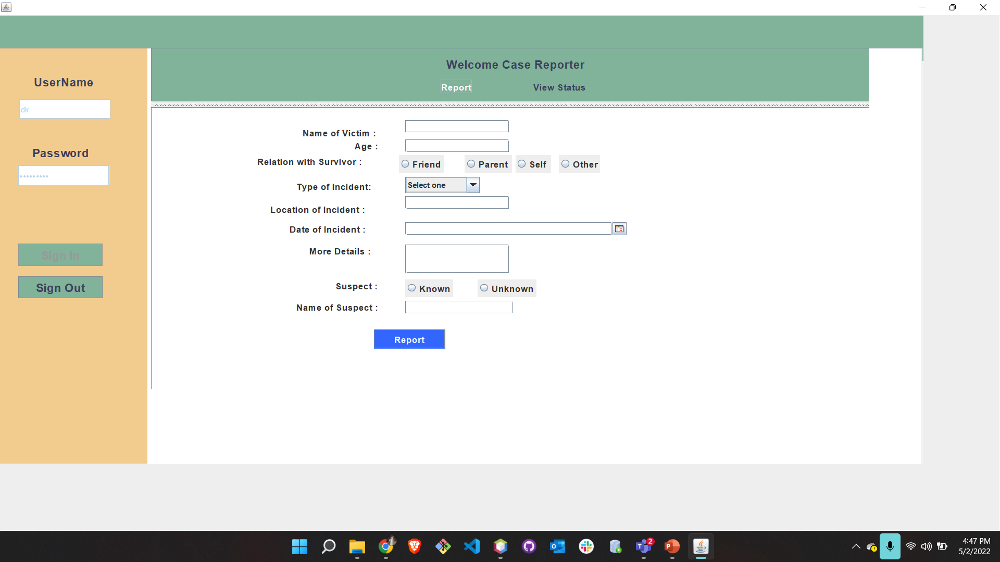 Welcome Case Reporter
Report View Status
UserName
dk
Password
Sign In
Sign Out
Name of Victim :
Age :
Relation with Survivor : Friend Parent Self Other
Type of Incident: Select one
Location of Incident :
Date of Incident :
More Details :
Suspect : Known Unknown
Name of Suspect :
Report
2
4:47 PM
5/2/2022